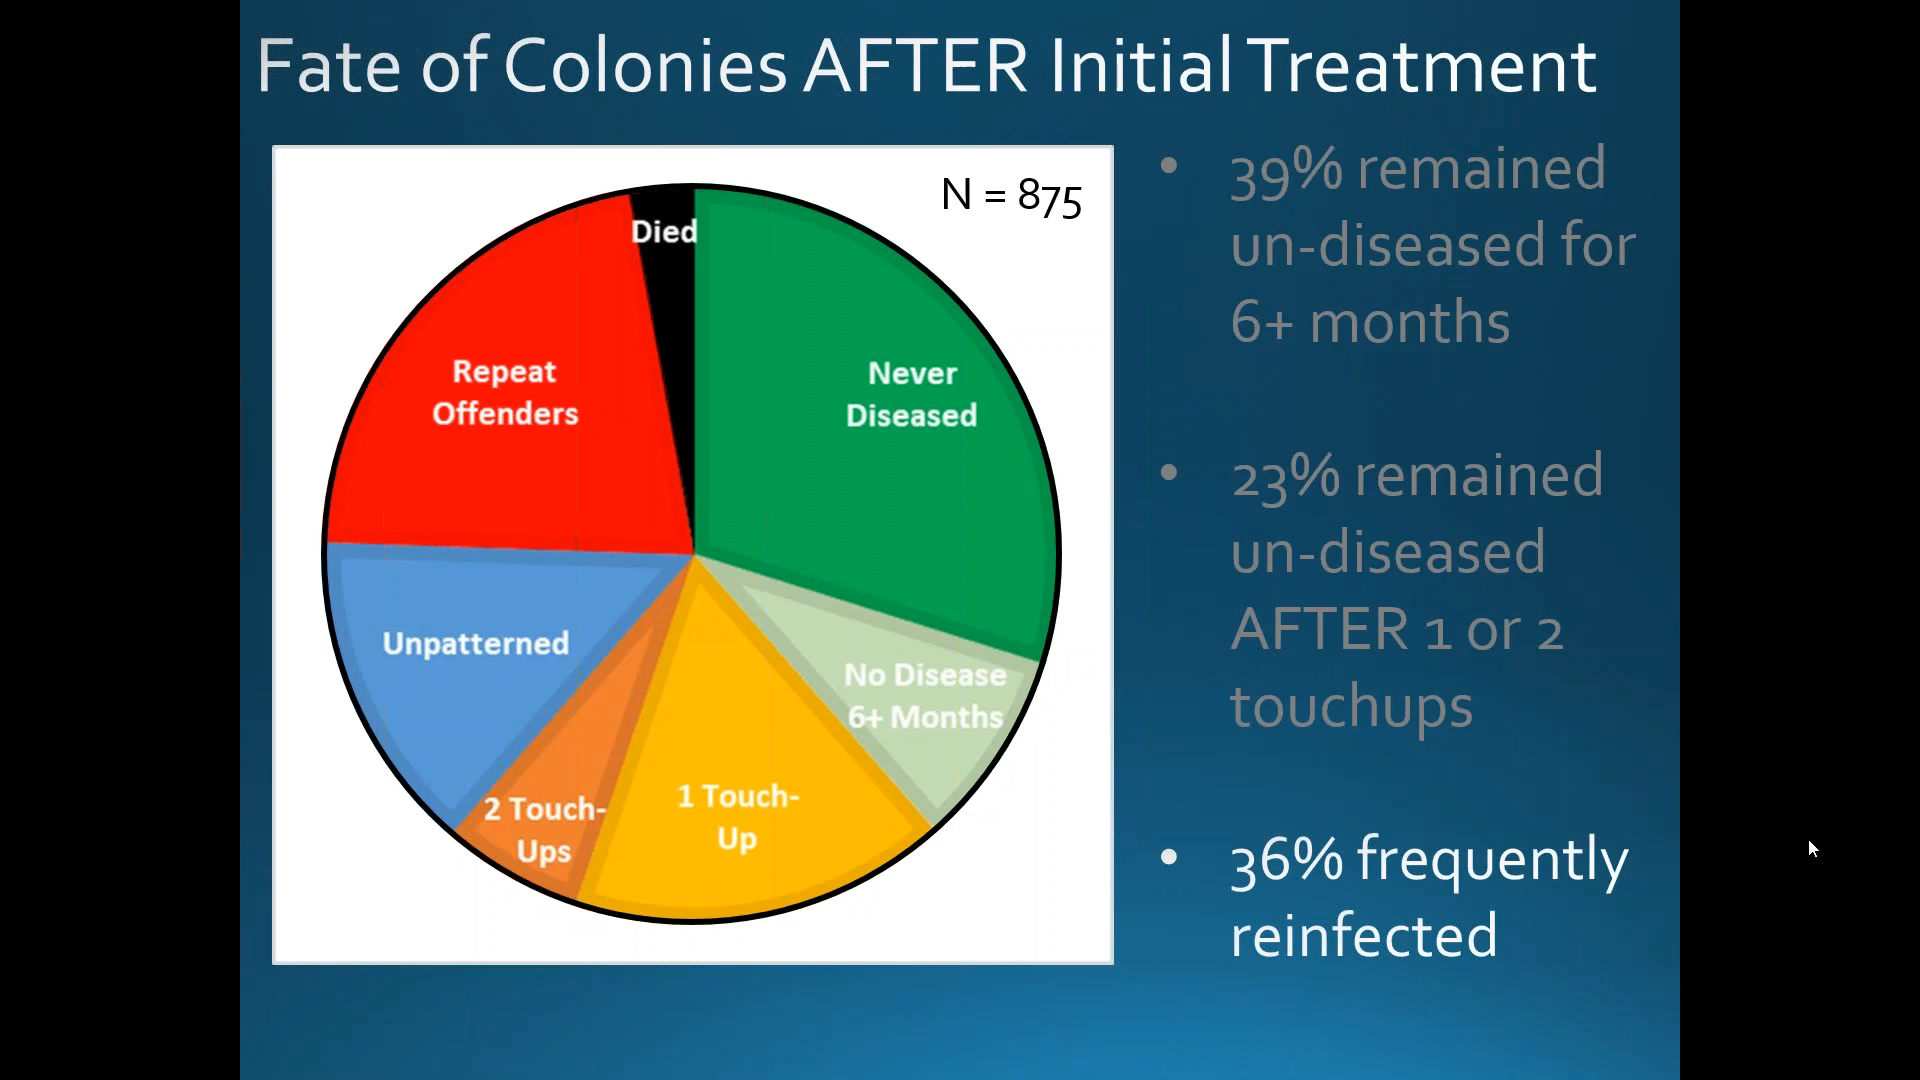 Fate of Colonies AFTER Initial Treatment
N = 875
Died
Never
Diseased
Repeat
Offenders
No Disease
6+ Months
Unpatterned
1 Touch-
Up
2 Touch-
Ups
• 39% remained
un-diseased for
6+ months
• 23% remained
un-diseased
AFTER 1 or 2
touchups
• 36% frequently
reinfected